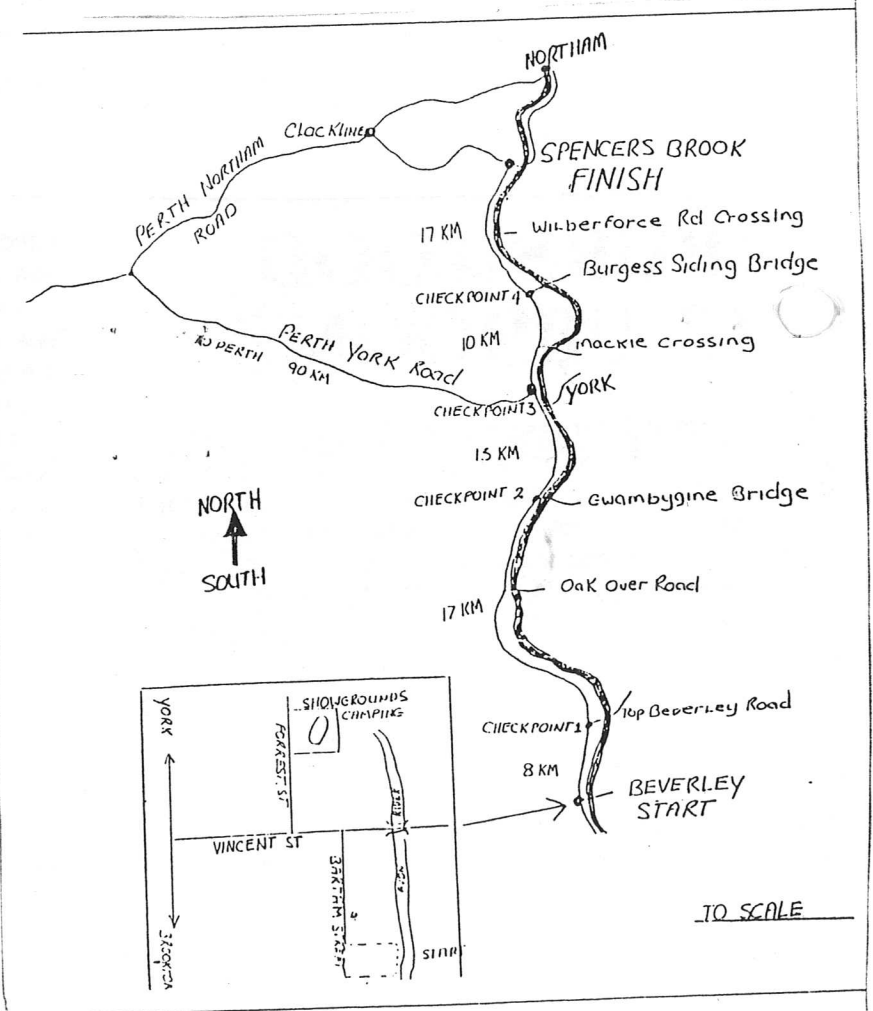 NORTHAM
Clackline
SPENCERS BROOK
FINISH
PERTH NORTHAM
ROAD
17 KM
Wilberforce Rd Crossing
Burgess Siding Bridge
CHECKPOINT 4
10 KM
Mackie Crossing
PERTH YORK Road
TO PERTH
90 KM
YORK
CHECKPOINT 3
15 KM
CHECKPOINT 2
Gwambygine Bridge
NORTH
SOUTH
Oak Over Road
17 KM
Top Beverley Road
CHECKPOINT 1
8 KM
BEVERLEY
START
YORK
SHOWGROUNDS
CAMPING
FORREST ST
RIVER
VINCENT ST
START
BROOKTON
TO SCALE